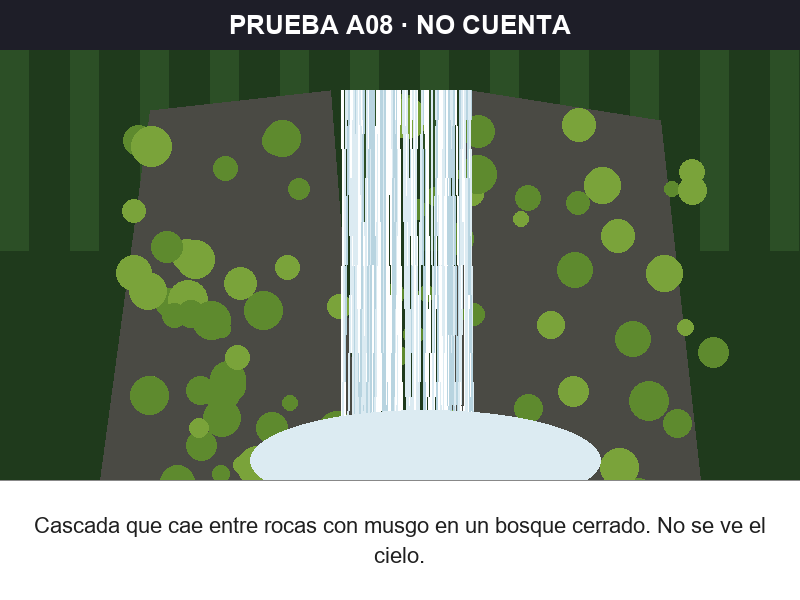 PRUEBA A08 · NO CUENTA
Cascada que cae entre rocas con musgo en un bosque cerrado. No se ve el
cielo.